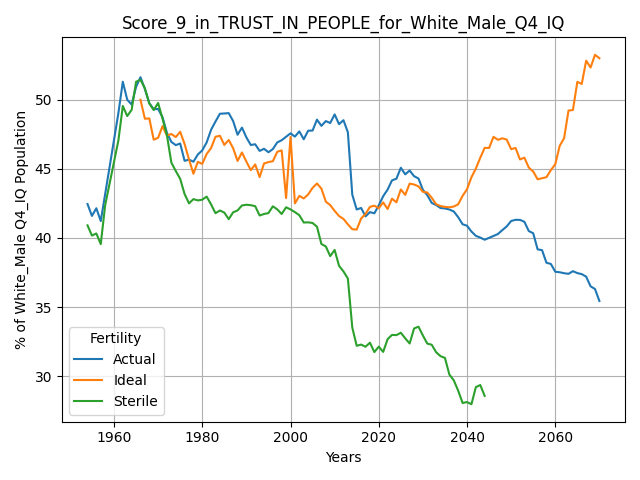 Score_9_in_TRUST_IN_PEOPLE_for_White_Male_Q4_IQ
% of White_Male Q4_IQ Population
50
45
40
35
30
Fertility
Actual
Ideal
Sterile
1960 1980 2000 2020 2040 2060
Years